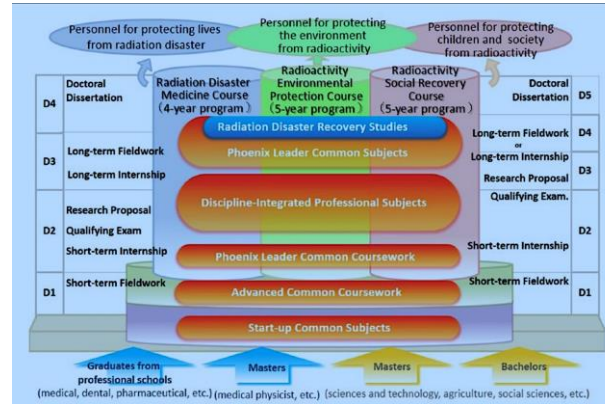 Personnel for protecting lives
from radiation disaster
Personnel for protecting
the environment
from radioactivity
Personnel for protecting
children and society
from radioactivity
Radiation Disaster
Medicine Course
(4-year program)
Radioactivity
Environmental
Protection Course
(5-year program)
Radioactivity
Social Recovery
Course
(5-year program)
Radiation Disaster Recovery Studies
Phoenix Leader Common Subjects
Discipline-Integrated Professional Subjects
Phoenix Leader Common Coursework
Advanced Common Coursework
Start-up Common Subjects
D4
Doctoral
Dissertation
D3
Long-term Fieldwork
Long-term Internship
D2
Research Proposal
Qualifying Exam
Short-term Internship
D1
Short-term Fieldwork
Doctoral
Dissertation
D5
Long-term Fieldwork
or
Long-term Internship
D4
Research Proposal
D3
Qualifying Exam.
Short-term Internship
D2
Short-term Fieldwork
D1
Graduates from
professional schools
(medical, dental, pharmaceutical, etc.)
Masters
(medical physicist, etc.)
Masters
Bachelors
(sciences and technology, agriculture, social sciences, etc.)